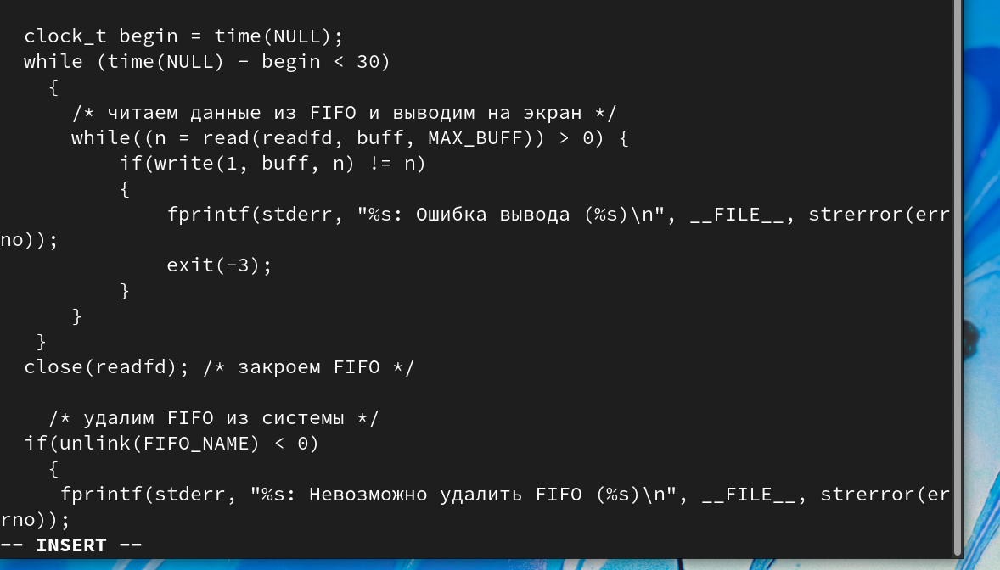 clock_t begin = time(NULL);
while (time(NULL) - begin < 30)
{
/* читаем данные из FIFO и выводим на экран */
while((n = read(readfd, buff, MAX_BUFF)) > 0) {
if(write(1, buff, n) != n)
{
fprintf(stderr, "%s: Ошибка вывода (%s)\n", __FILE__, strerror(err
no));
exit(-3);
}
}
}
close(readfd); /* закроем FIFO */
/* удалим FIFO из системы */
if(unlink(FIFO_NAME) < 0)
{
fprintf(stderr, "%s: Невозможно удалить FIFO (%s)\n", __FILE__, strerror(er
rno));
-- INSERT --